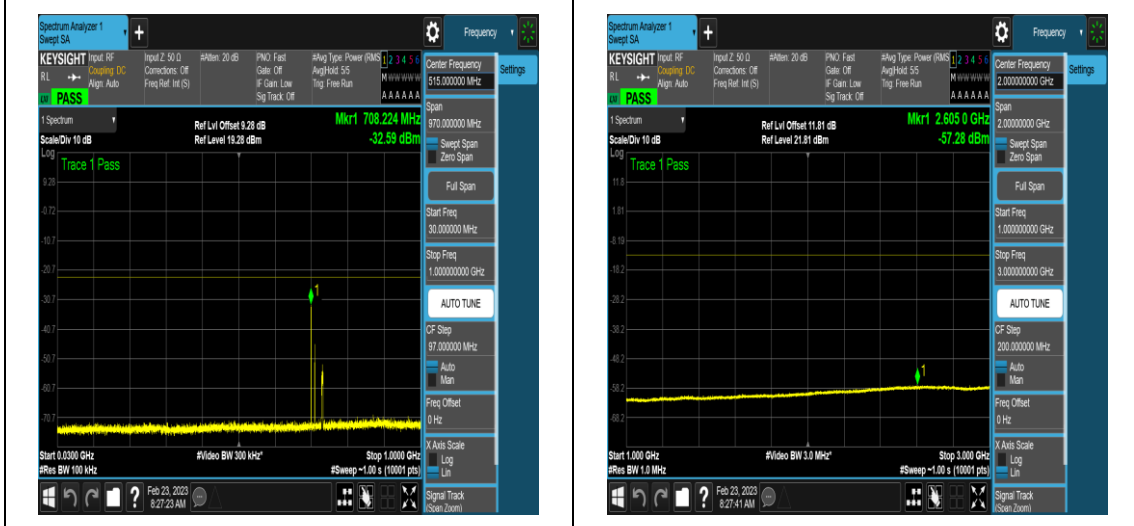 Spectrum Analyzer 1
Swept SA
+
Frequency
KEYSIGHT
RL
Input: RF
Coupling: DC
Align: Auto
Input Z: 50 Ω
Corrections: Off
Freq Ref: Int (S)
#Atten: 20 dB
PNO: Fast
Gate: Off
IF Gain: Low
Sig Track: Off
#Avg Type: Power (RMS
Avg|Hold: 5/5
Trig: Free Run
1 2 3 4 5 6
M W W W W W
A A A A A A
PASS
1 Spectrum
Scale/Div 10 dB
Ref Lvl Offset 9.28 dB
Ref Level 19.28 dBm
Mkr1 708.224 MHz
-32.59 dBm
Log
Trace 1 Pass
9.28
-0.72
-10.7
-20.7
-30.7
-40.7
-50.7
-60.7
-70.7
1
Start 0.0300 GHz
#Res BW 100 kHz
#Video BW 300 kHz*
Stop 1.0000 GHz
#Sweep ~1.00 s (10001 pts)
Feb 23, 2023
8:27:23 AM
Center Frequency
515.000000 MHz
Settings
Span
970.000000 MHz
Swept Span
Zero Span
Full Span
Start Freq
30.000000 MHz
Stop Freq
1.000000000 GHz
AUTO TUNE
CF Step
97.000000 MHz
Auto
Man
Freq Offset
0 Hz
X Axis Scale
Log
Lin
Signal Track
(Span Zoom)
Spectrum Analyzer 1
Swept SA
+
Frequency
KEYSIGHT
RL
Input: RF
Coupling: DC
Align: Auto
Input Z: 50 Ω
Corrections: Off
Freq Ref: Int (S)
#Atten: 20 dB
PNO: Fast
Gate: Off
IF Gain: Low
Sig Track: Off
#Avg Type: Power (RMS
Avg|Hold: 5/5
Trig: Free Run
1 2 3 4 5 6
M W W W W W
A A A A A A
PASS
1 Spectrum
Scale/Div 10 dB
Ref Lvl Offset 11.81 dB
Ref Level 21.81 dBm
Mkr1 2.605 0 GHz
-57.28 dBm
Log
Trace 1 Pass
11.8
1.81
-8.19
-18.2
-28.2
-38.2
-48.2
-58.2
-68.2
1
Start 1.000 GHz
#Res BW 1.0 MHz
#Video BW 3.0 MHz*
Stop 3.000 GHz
#Sweep ~1.00 s (10001 pts)
Feb 23, 2023
8:27:41 AM
Center Frequency
2.000000000 GHz
Settings
Span
2.00000000 GHz
Swept Span
Zero Span
Full Span
Start Freq
1.000000000 GHz
Stop Freq
3.000000000 GHz
AUTO TUNE
CF Step
200.000000 MHz
Auto
Man
Freq Offset
0 Hz
X Axis Scale
Log
Lin
Signal Track
(Span Zoom)